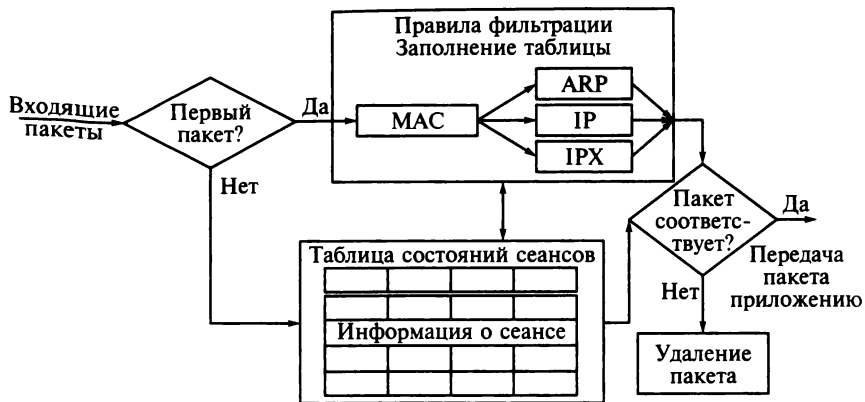 Правила фильтрации
Заполнение таблицы
Входящие
пакеты
Первый
пакет?
Да
MAC
ARP
IP
IPX
Нет
Пакет
соответс-
твует?
Да
Передача
пакета
приложению
Таблица состояний сеансов
Информация о сеансе
Нет
Удаление
пакета